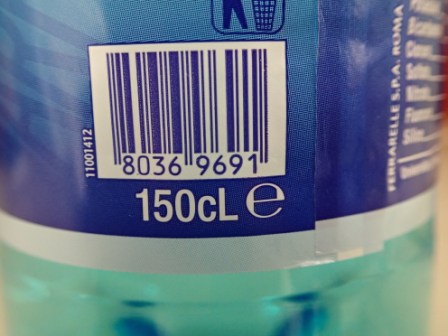 11001412
8036 9691
150cL e
FERRARELLE S.P.A. ROMA